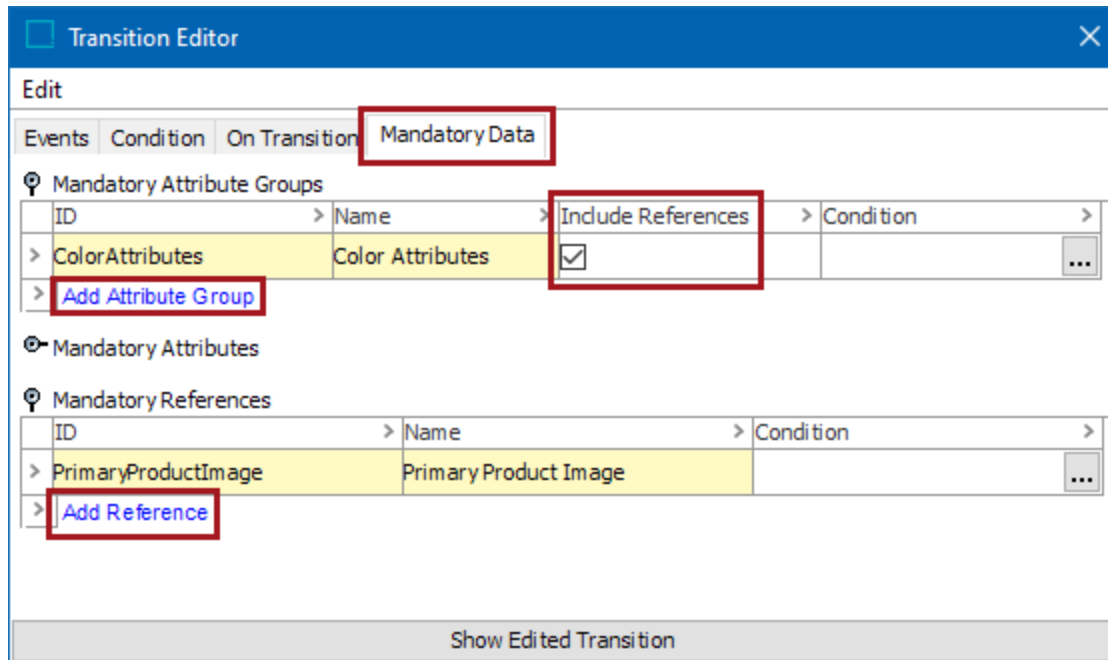 Transition Editor
Edit
Events Condition On Transition Mandatory Data
Mandatory Attribute Groups
ID > Name > Include References > Condition >
> ColorAttributes Color Attributes ...
> Add Attribute Group
Mandatory Attributes
Mandatory References
ID > Name > Condition >
> PrimaryProductImage Primary Product Image ...
> Add Reference
Show Edited Transition